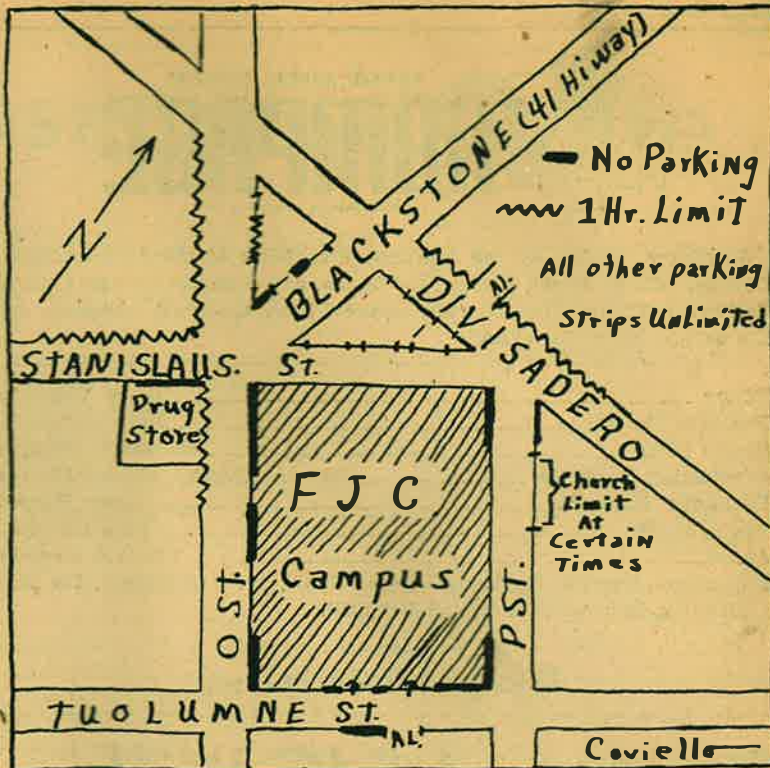 BLACKSTONE (41 Hiway)
No Parking
1 Hr. Limit
All other parking
Strips Unlimited
N
Al.
DIVISADERO
STANISLAUS. ST.
Drug
Store
FJC
Campus
Church
Limit
At
Certain
Times
O ST.
P ST.
TUOLUMNE ST.
AL.
Coviello